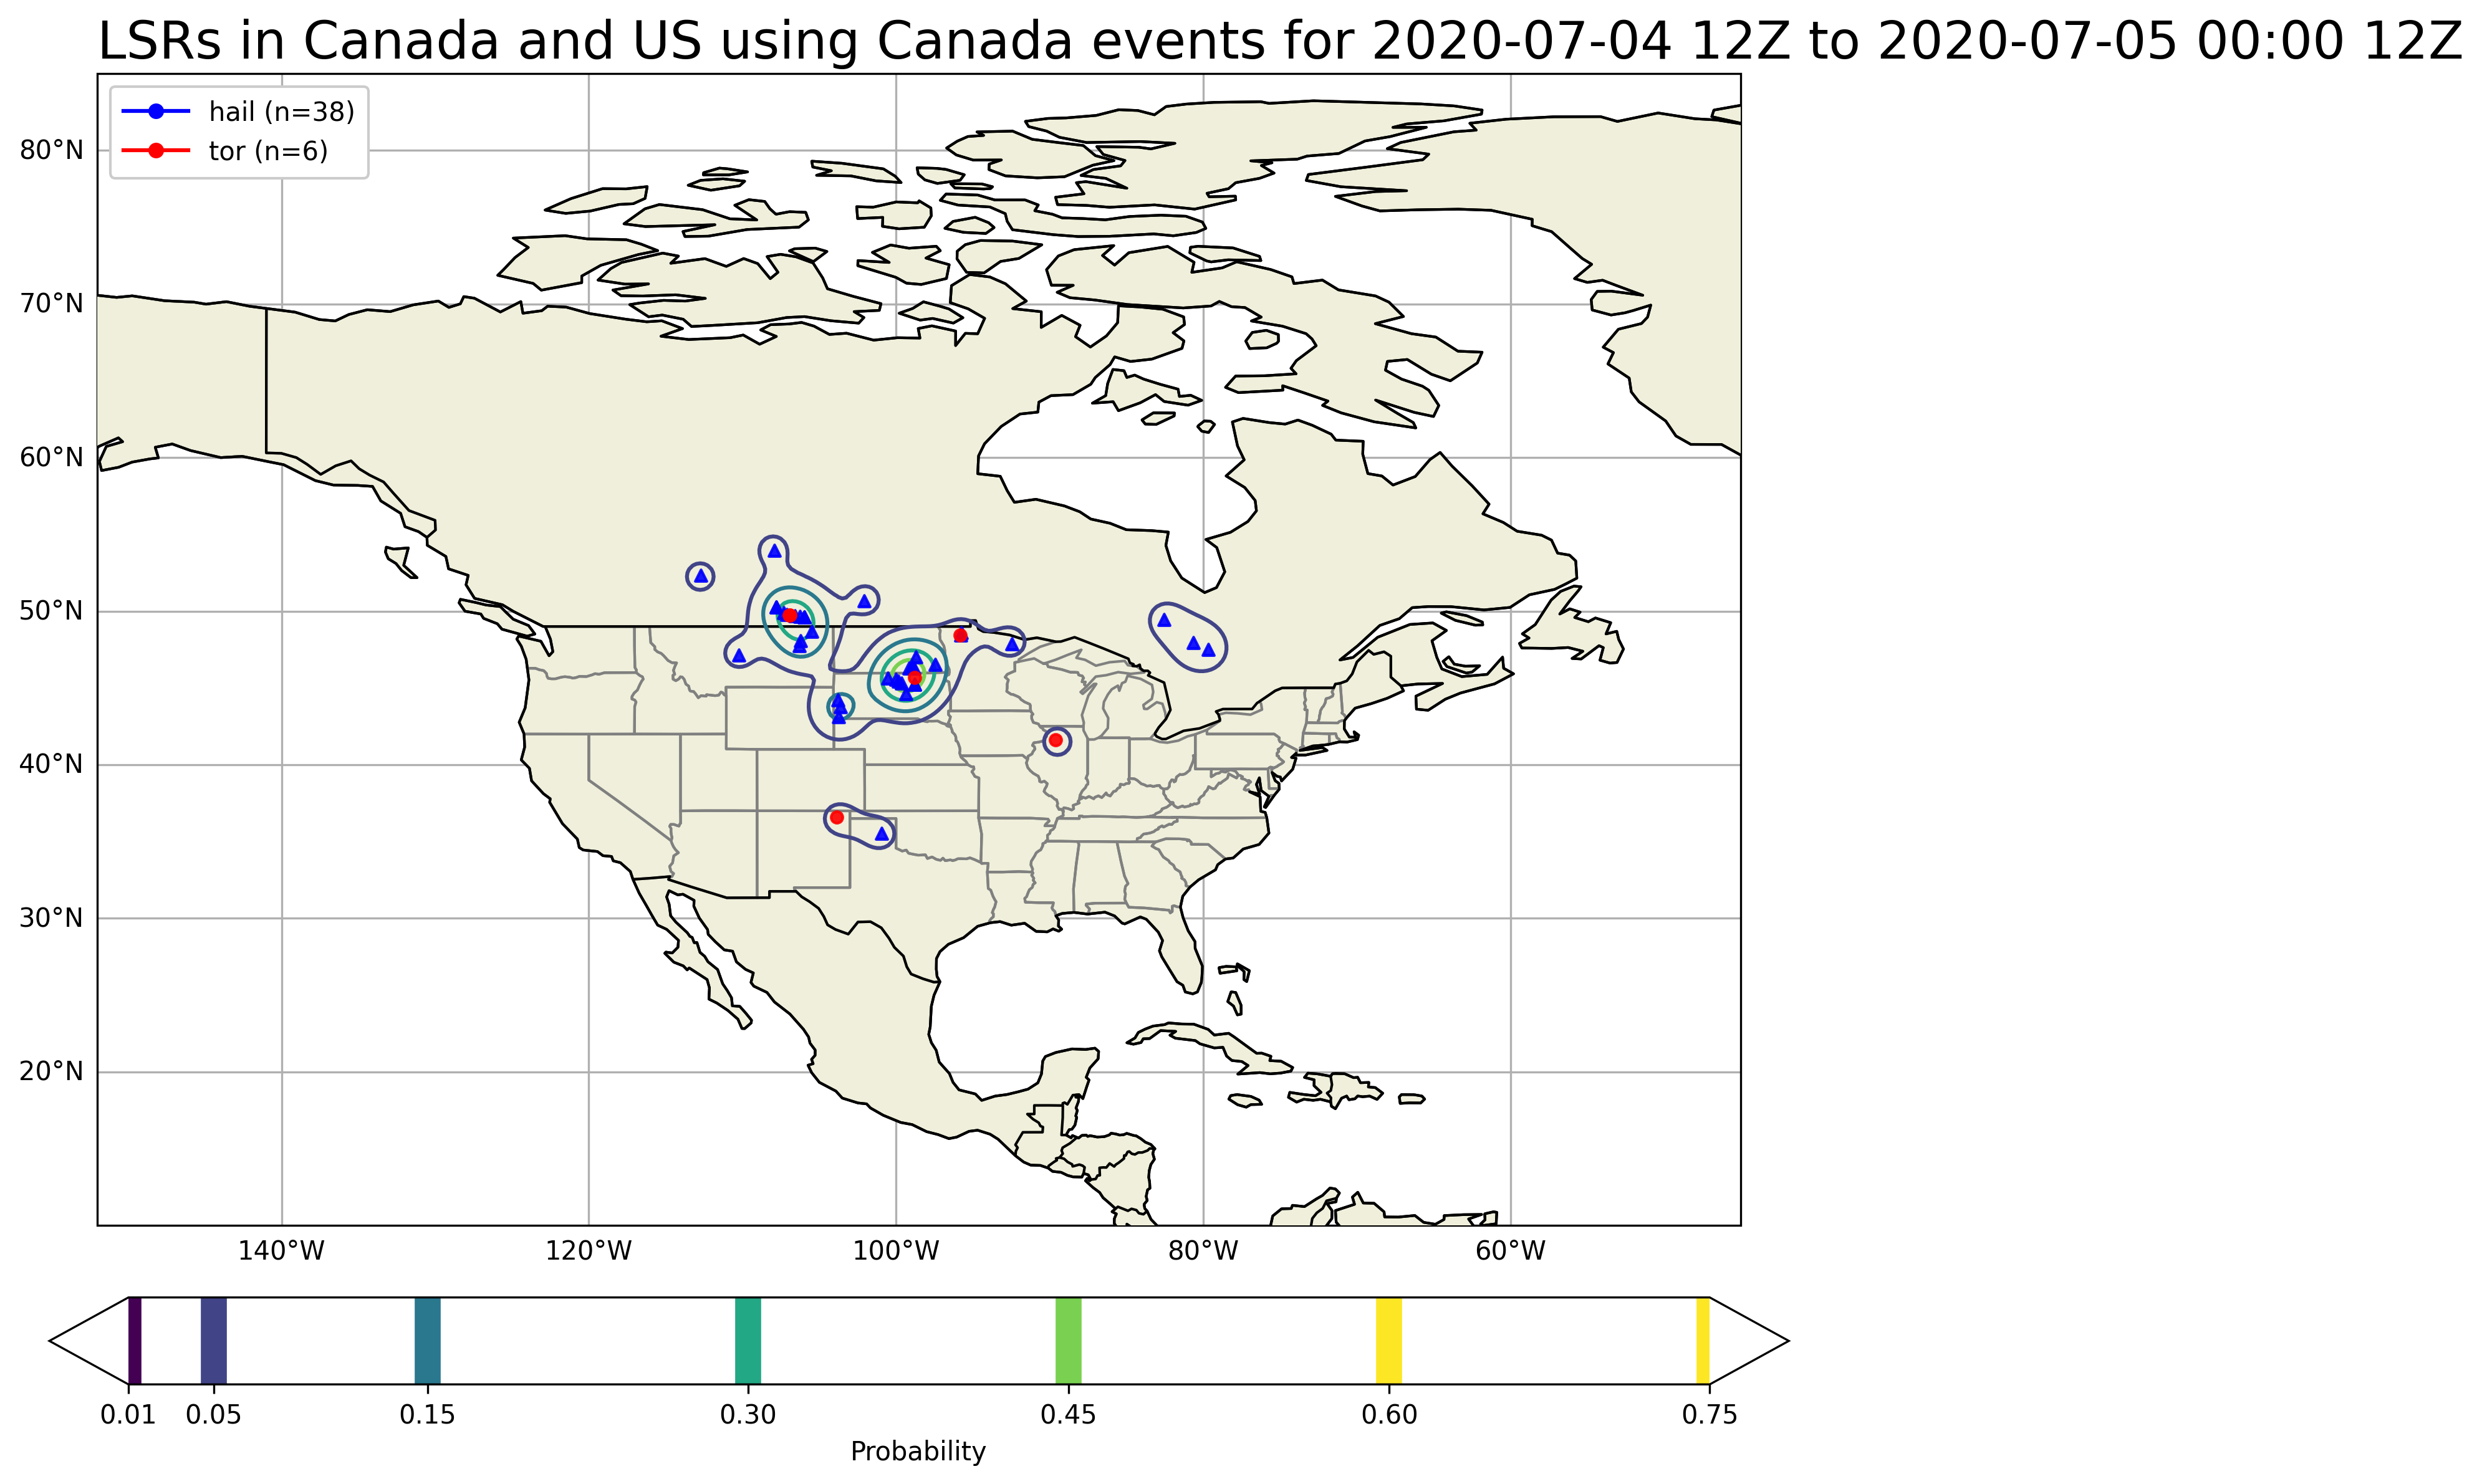 LSRs in Canada and US using Canada events for 2020-07-04 12Z to 2020-07-05 00:00 12Z
hail (n=38)
tor (n=6)
80°N
70°N
60°N
50°N
40°N
30°N
20°N
140°W 120°W 100°W 80°W 60°W
0.01 0.05 0.15 0.30 0.45 0.60 0.75
Probability